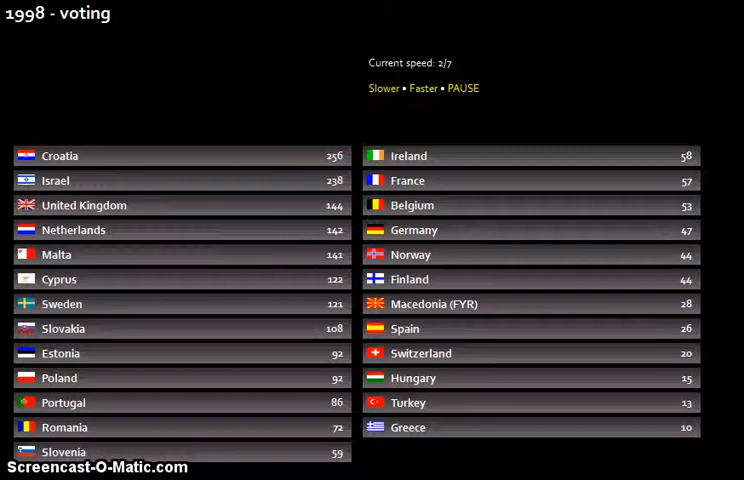 1998 - voting
Current speed: 2/7
Slower • Faster • PAUSE
Croatia 256
Israel 238
United Kingdom 144
Netherlands 142
Malta 141
Cyprus 122
Sweden 121
Slovakia 108
Estonia 92
Poland 92
Portugal 86
Romania 72
Slovenia 59
Ireland 58
France 57
Belgium 53
Germany 47
Norway 44
Finland 44
Macedonia (FYR) 28
Spain 26
Switzerland 20
Hungary 15
Turkey 13
Greece 10
Screencast-O-Matic.com